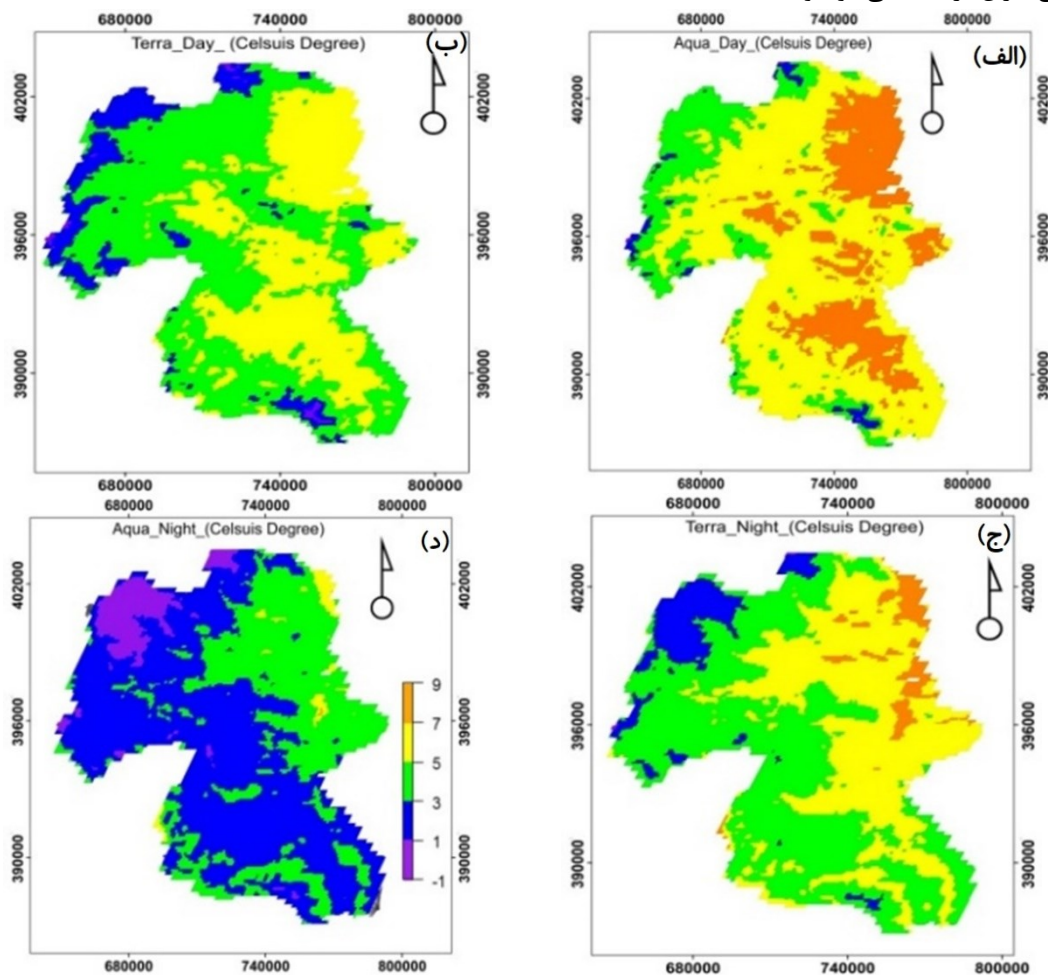 680000 740000 800000
Terra_Day_ (Celsuis Degree)
(ب)
402000
396000
390000
402000
396000
390000
680000 740000 800000
740000 800000
Aqua_Day_(Celsuis Degree)
(الف)
402000
396000
390000
402000
396000
390000
680000 740000 800000
680000 740000 800000
Aqua_Night_(Celsuis Degree)
(د)
402000
396000
390000
402000
396000
390000
9
7
5
3
1
-1
680000 740000 800000
680000 740000 800000
Terra_Night_(Celsuis Degree)
(ج)
402000
396000
390000
402000
396000
390000
680000 740000 800000